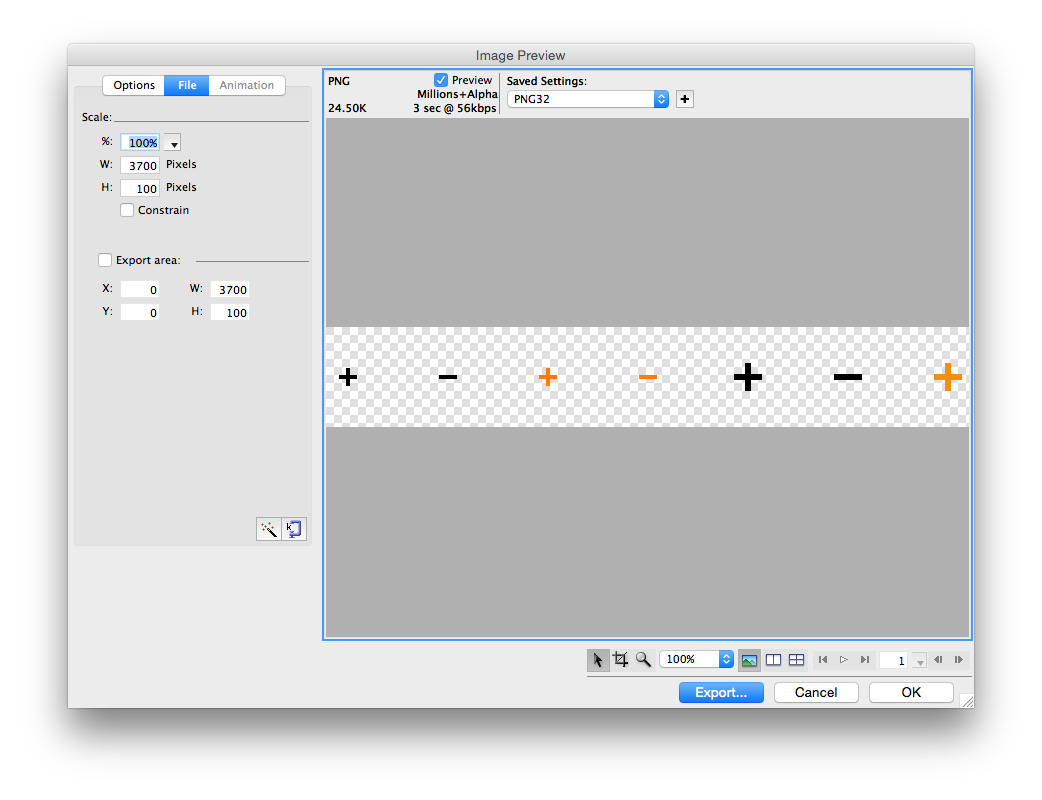 Image Preview
Options File Animation
Scale:
%: 100%
W: 3700 Pixels
H: 100 Pixels
Constrain
Export area:
X: 0 W: 3700
Y: 0 H: 100
PNG Preview Saved Settings:
Millions+Alpha PNG32
24.50K 3 sec @ 56kbps
100% 1
Export... Cancel OK